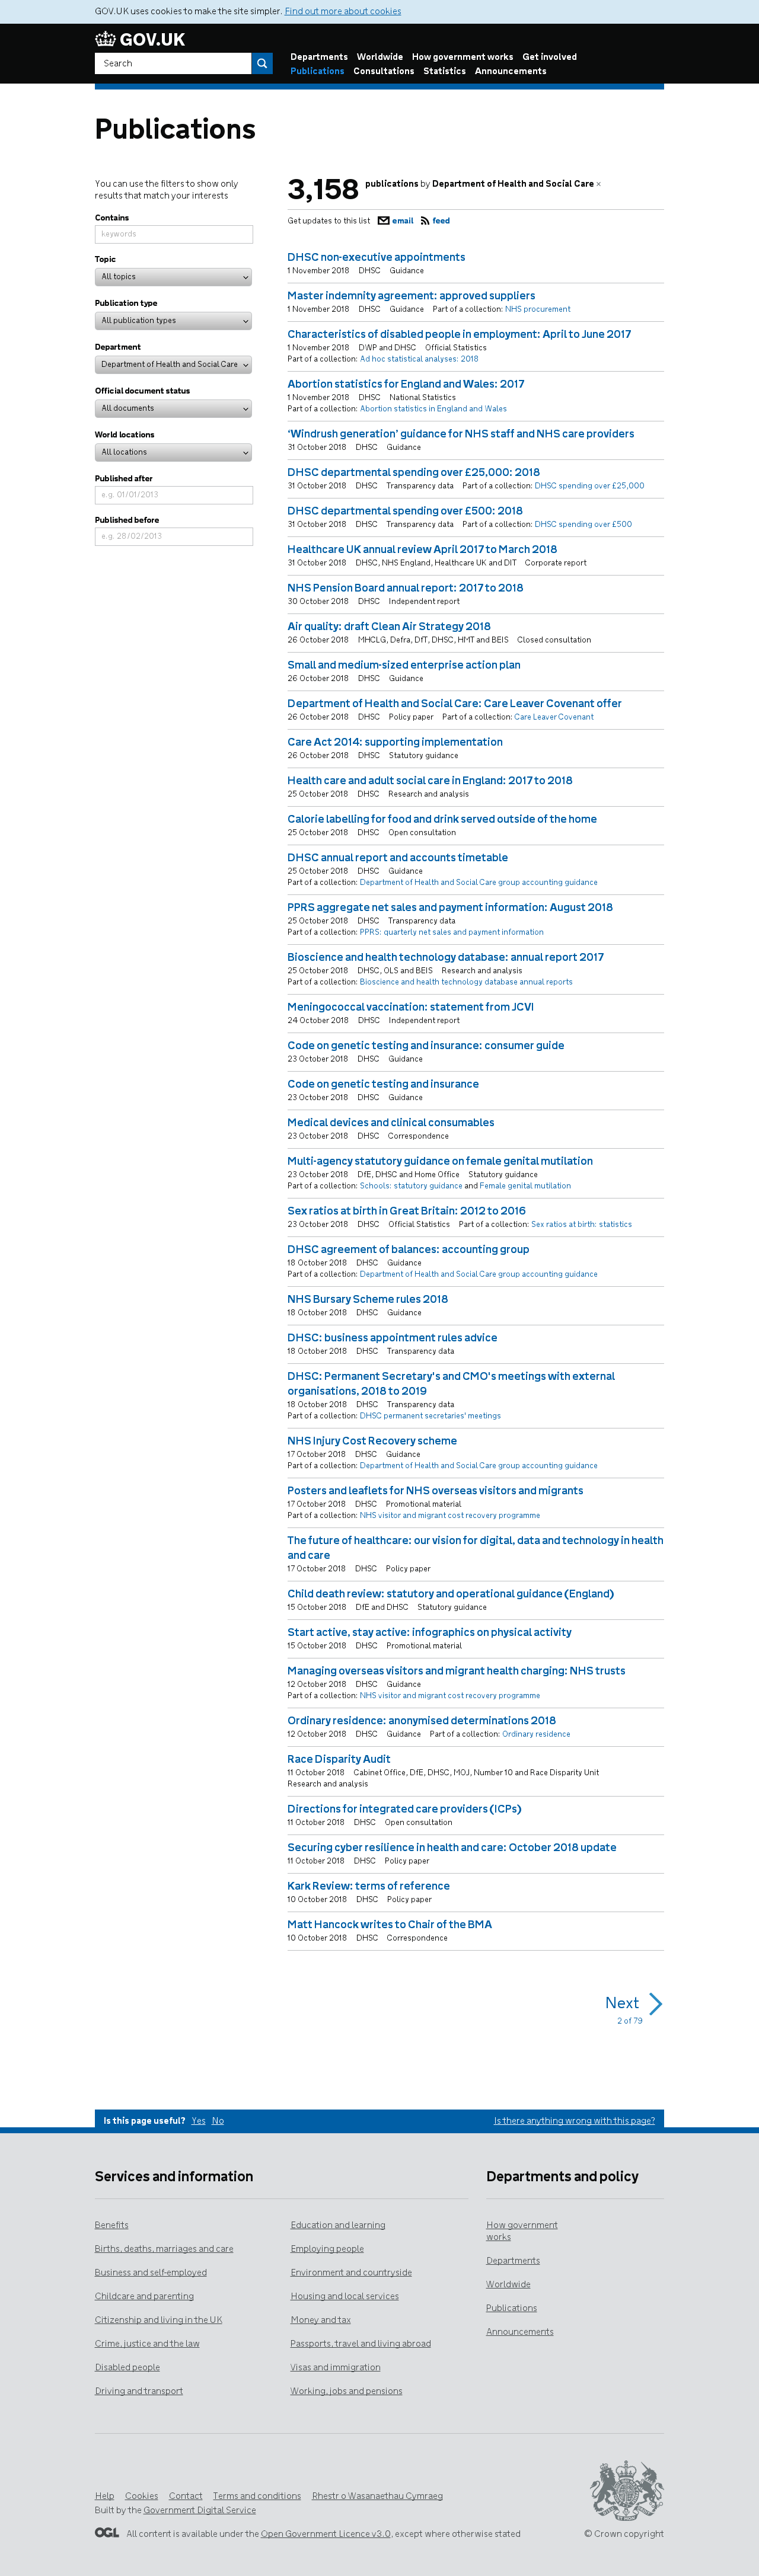 GOV.UK uses cookies to make the site simpler. Find out more about cookies
GOV.UK
Search
Departments Worldwide How government works Get involved
Publications Consultations Statistics Announcements
Publications
You can use the filters to show only
results that match your interests
Contains
keywords
Topic
All topics
Publication type
All publication types
Department
Department of Health and Social Care
Official document status
All documents
World locations
All locations
Published after
e.g. 01/01/2013
Published before
e.g. 28/02/2013
3,158 publications by Department of Health and Social Care ×
Get updates to this list email feed
DHSC non-executive appointments
1 November 2018 DHSC Guidance
Master indemnity agreement: approved suppliers
1 November 2018 DHSC Guidance Part of a collection: NHS procurement
Characteristics of disabled people in employment: April to June 2017
1 November 2018 DWP and DHSC Official Statistics
Part of a collection: Ad hoc statistical analyses: 2018
Abortion statistics for England and Wales: 2017
1 November 2018 DHSC National Statistics
Part of a collection: Abortion statistics in England and Wales
‘Windrush generation’ guidance for NHS staff and NHS care providers
31 October 2018 DHSC Guidance
DHSC departmental spending over £25,000: 2018
31 October 2018 DHSC Transparency data Part of a collection: DHSC spending over £25,000
DHSC departmental spending over £500: 2018
31 October 2018 DHSC Transparency data Part of a collection: DHSC spending over £500
Healthcare UK annual review April 2017 to March 2018
31 October 2018 DHSC, NHS England, Healthcare UK and DIT Corporate report
NHS Pension Board annual report: 2017 to 2018
30 October 2018 DHSC Independent report
Air quality: draft Clean Air Strategy 2018
26 October 2018 MHCLG, Defra, DfT, DHSC, HMT and BEIS Closed consultation
Small and medium-sized enterprise action plan
26 October 2018 DHSC Guidance
Department of Health and Social Care: Care Leaver Covenant offer
26 October 2018 DHSC Policy paper Part of a collection: Care Leaver Covenant
Care Act 2014: supporting implementation
26 October 2018 DHSC Statutory guidance
Health care and adult social care in England: 2017 to 2018
25 October 2018 DHSC Research and analysis
Calorie labelling for food and drink served outside of the home
25 October 2018 DHSC Open consultation
DHSC annual report and accounts timetable
25 October 2018 DHSC Guidance
Part of a collection: Department of Health and Social Care group accounting guidance
PPRS aggregate net sales and payment information: August 2018
25 October 2018 DHSC Transparency data
Part of a collection: PPRS: quarterly net sales and payment information
Bioscience and health technology database: annual report 2017
25 October 2018 DHSC, OLS and BEIS Research and analysis
Part of a collection: Bioscience and health technology database annual reports
Meningococcal vaccination: statement from JCVI
24 October 2018 DHSC Independent report
Code on genetic testing and insurance: consumer guide
23 October 2018 DHSC Guidance
Code on genetic testing and insurance
23 October 2018 DHSC Guidance
Medical devices and clinical consumables
23 October 2018 DHSC Correspondence
Multi-agency statutory guidance on female genital mutilation
23 October 2018 DfE, DHSC and Home Office Statutory guidance
Part of a collection: Schools: statutory guidance and Female genital mutilation
Sex ratios at birth in Great Britain: 2012 to 2016
23 October 2018 DHSC Official Statistics Part of a collection: Sex ratios at birth: statistics
DHSC agreement of balances: accounting group
18 October 2018 DHSC Guidance
Part of a collection: Department of Health and Social Care group accounting guidance
NHS Bursary Scheme rules 2018
18 October 2018 DHSC Guidance
DHSC: business appointment rules advice
18 October 2018 DHSC Transparency data
DHSC: Permanent Secretary's and CMO's meetings with external
organisations, 2018 to 2019
18 October 2018 DHSC Transparency data
Part of a collection: DHSC permanent secretaries' meetings
NHS Injury Cost Recovery scheme
17 October 2018 DHSC Guidance
Part of a collection: Department of Health and Social Care group accounting guidance
Posters and leaflets for NHS overseas visitors and migrants
17 October 2018 DHSC Promotional material
Part of a collection: NHS visitor and migrant cost recovery programme
The future of healthcare: our vision for digital, data and technology in health
and care
17 October 2018 DHSC Policy paper
Child death review: statutory and operational guidance (England)
15 October 2018 DfE and DHSC Statutory guidance
Start active, stay active: infographics on physical activity
15 October 2018 DHSC Promotional material
Managing overseas visitors and migrant health charging: NHS trusts
12 October 2018 DHSC Guidance
Part of a collection: NHS visitor and migrant cost recovery programme
Ordinary residence: anonymised determinations 2018
12 October 2018 DHSC Guidance Part of a collection: Ordinary residence
Race Disparity Audit
11 October 2018 Cabinet Office, DfE, DHSC, MOJ, Number 10 and Race Disparity Unit
Research and analysis
Directions for integrated care providers (ICPs)
11 October 2018 DHSC Open consultation
Securing cyber resilience in health and care: October 2018 update
11 October 2018 DHSC Policy paper
Kark Review: terms of reference
10 October 2018 DHSC Policy paper
Matt Hancock writes to Chair of the BMA
10 October 2018 DHSC Correspondence
Next
2 of 79
Is this page useful? Yes No Is there anything wrong with this page?
Services and information
Benefits
Births, deaths, marriages and care
Business and self-employed
Childcare and parenting
Citizenship and living in the UK
Crime, justice and the law
Disabled people
Driving and transport
Education and learning
Employing people
Environment and countryside
Housing and local services
Money and tax
Passports, travel and living abroad
Visas and immigration
Working, jobs and pensions
Departments and policy
How government
works
Departments
Worldwide
Publications
Announcements
Help Cookies Contact Terms and conditions Rhestr o Wasanaethau Cymraeg
Built by the Government Digital Service
OGL All content is available under the Open Government Licence v3.0, except where otherwise stated
© Crown copyright